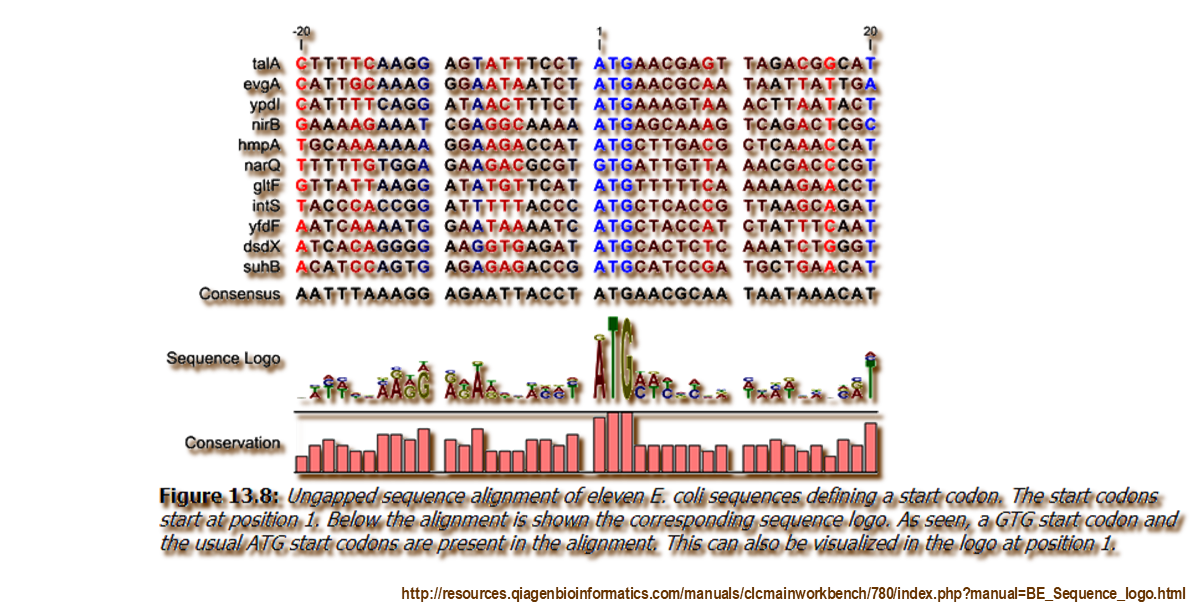 -20 1 20
talA CTTTTCAAGG AGTATTTCCT ATGAACGAGT TAGACGGCAT
evgA CATTGCAAAG GGAATAATCT ATGAACGCAA TAATTATTGA
ypdI CATTTTCAGG ATAACTTTCT ATGAAAGTAA ACTTAATACT
nirB GAAAAGAAAT CGAGGCAAAA ATGAGCAAAG TCAGACTCGC
hmpA TGCAAAAAAA GGAAGACCAT ATGCTTGACG CTCAAACCAT
narQ TTTTTGTGGA GAAGACGCGT GTGATTGTTA AACGACCCGT
gltF GTTATTAAGG ATATGTTCAT ATGTTTTTCA AAAAGAACCT
intS TACCCACCGG ATTTTTACCC ATGCTCACCG TTAAGCAGAT
yfdF AATCAAAATG GAATAAAATC ATGCTACCAT CTATTTCAAT
dsdX ATCACAGGGG AAGGTGAGAT ATGCACTCTC AAATCTGGGT
suhB ACATCCAGTG AGAGAGACCG ATGCATCCGA TGCTGAACAT
Consensus AATTTAAAGG AGAATTACCT ATGAACGCAA TAATAAACAT
Sequence Logo ATG
Conservation
Figure 13.8: Ungapped sequence alignment of eleven E. coli sequences defining a start codon. The start codons
start at position 1. Below the alignment is shown the corresponding sequence logo. As seen, a GTG start codon and
the usual ATG start codons are present in the alignment. This can also be visualized in the logo at position 1.
http://resources.qiagenbioinformatics.com/manuals/clcmainworkbench/780/index.php?manual=BE_Sequence_logo.html